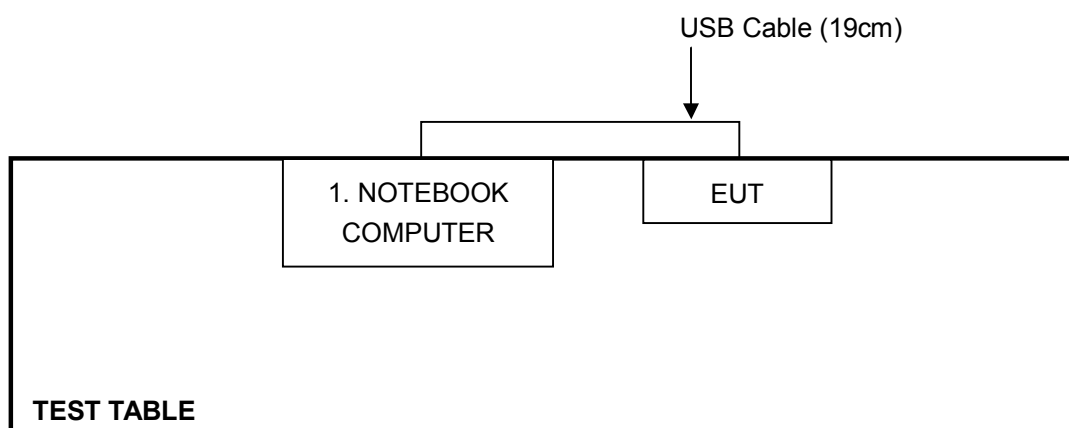 USB Cable (19cm)
1. NOTEBOOK
COMPUTER
EUT
TEST TABLE